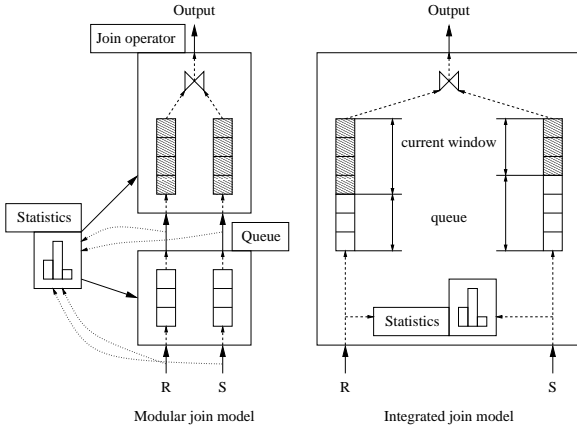 Output
Join operator
Statistics
Queue
R
S
Modular join model
Output
current window
queue
Statistics
R
S
Integrated join model